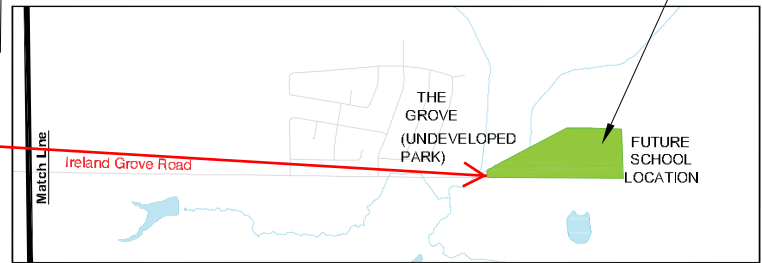 THE
GROVE
(UNDEVELOPED
PARK)
FUTURE
SCHOOL
LOCATION
Match Line
Ireland Grove Road